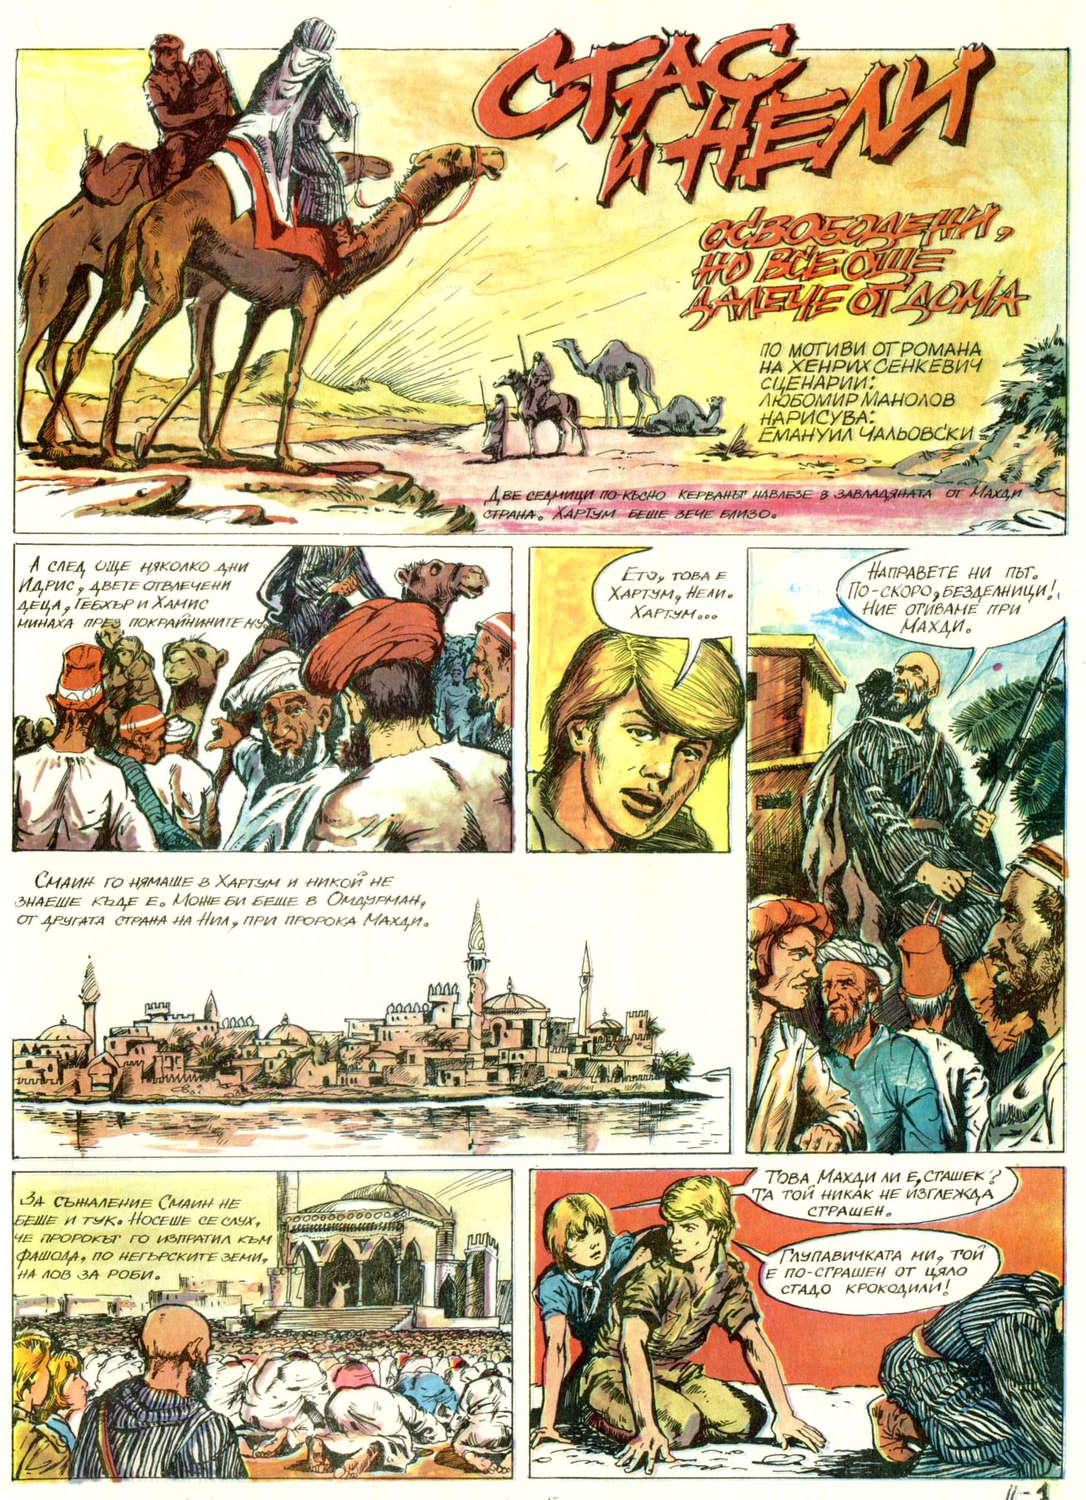 СТАС
И НЕЛИ
ОСВОБОДЕНИ,
НО ВСЕ ОЩЕ
ДАЛЕЧЕ ОТ ДОМА
ПО МОТИВИ ОТ РОМАНА
НА ХЕНРИХ СЕНКЕВИЧ
СЦЕНАРИИ:
ЛЮБОМИР МАНОЛОВ
НАРИСУВА:
ЕМАНУИЛ ЧАЛЬОВСКИ
ДВЕ СЕДМИЦИ ПО-КЪСНО КЕРВАНЪТ НАВЛЕЗЕ В ЗАВЛАДЯНАТА ОТ МАХДИ
СТРАНА. ХАРТУМ БЕШЕ ВЕЧЕ БЛИЗО.
А СЛЕД ОЩЕ НЯКОЛКО ДНИ
ИДРИС, ДВЕТЕ ОТВЛЕЧЕНИ
ДЕЦА, ГЕБХЪР И ХАМИС
МИНАХА ПРЕЗ ПОКРАЙНИНИТЕ МУ.
ЕТО, ТОВА Е
ХАРТУМ, НЕЛИ.
ХАРТУМ...
НАПРАВЕТЕ НИ ПЪТ.
ПО-СКОРО, БЕЗДЕЛНИЦИ!
НИЕ ОТИВАМЕ ПРИ
МАХДИ.
СМАИН ГО НЯМАШЕ В ХАРТУМ И НИКОЙ НЕ
ЗНАЕШЕ КЪДЕ Е. МОЖЕ БИ БЕШЕ В ОМДУРМАН,
ОТ ДРУГАТА СТРАНА НА НИЛ, ПРИ ПРОРОКА МАХДИ.
ЗА СЪЖАЛЕНИЕ СМАИН НЕ
БЕШЕ И ТУК. НОСЕШЕ СЕ СЛУХ,
ЧЕ ПРОРОКЪТ ГО ИЗПРАТИЛ КЪМ
ФАШОДА, ПО НЕГЪРСКИТЕ ЗЕМИ,
НА ЛОВ ЗА РОБИ.
ТОВА МАХДИ ЛИ Е, СТАШЕК?
ТА ТОЙ НИКАК НЕ ИЗГЛЕЖДА
СТРАШЕН.
ГЛУПАВИЧКАТА МИ, ТОЙ
Е ПО-СТРАШЕН ОТ ЦЯЛО
СТАДО КРОКОДИЛИ!
II-1